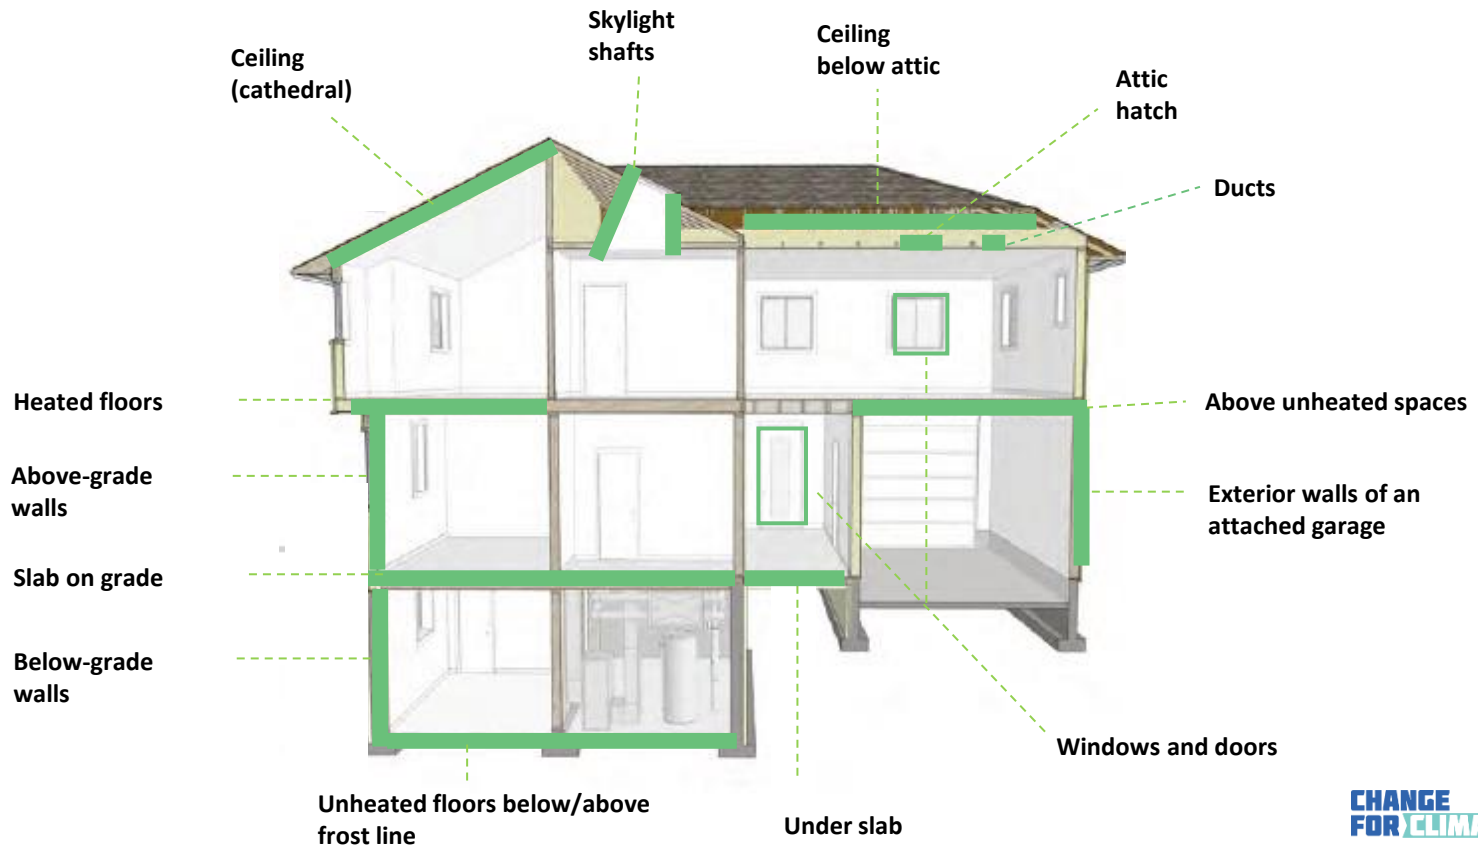 Skylight
shafts
Ceiling
below attic
Ceiling
(cathedral)
Attic
hatch
Ducts
Heated floors
Above unheated spaces
Above-grade
walls
Exterior walls of an
attached garage
Slab on grade
Below-grade
walls
Windows and doors
Unheated floors below/above
frost line
Under slab
CHANGE
FOR CLIMA